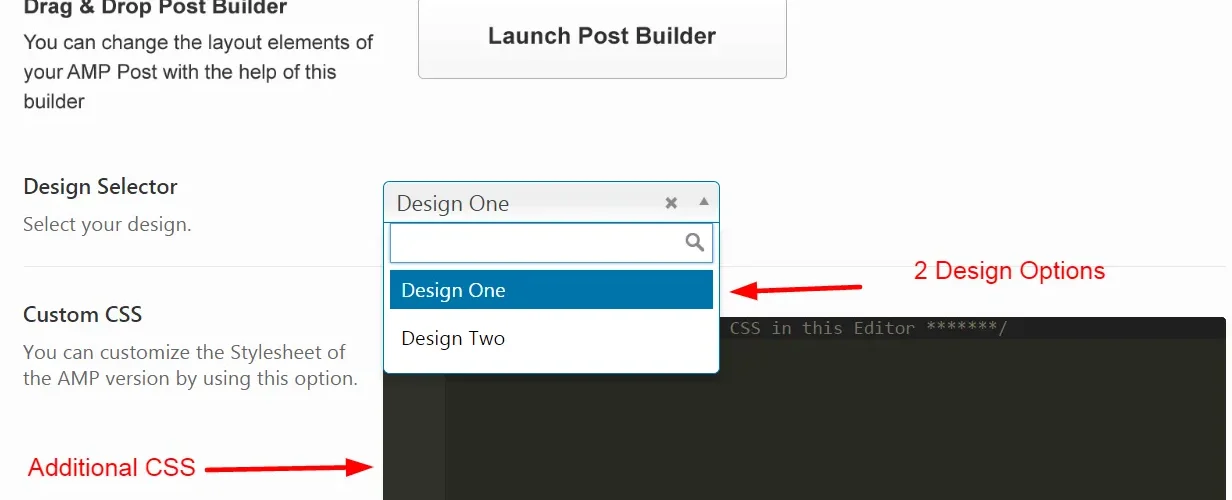 Drag & Drop Post Builder
You can change the layout elements of
your AMP Post with the help of this
builder
Launch Post Builder
Design Selector
Select your design.
Design One
Design One
Design Two
2 Design Options
Custom CSS
You can customize the Stylesheet of
the AMP version by using this option.
CSS in this Editor *******/
Additional CSS